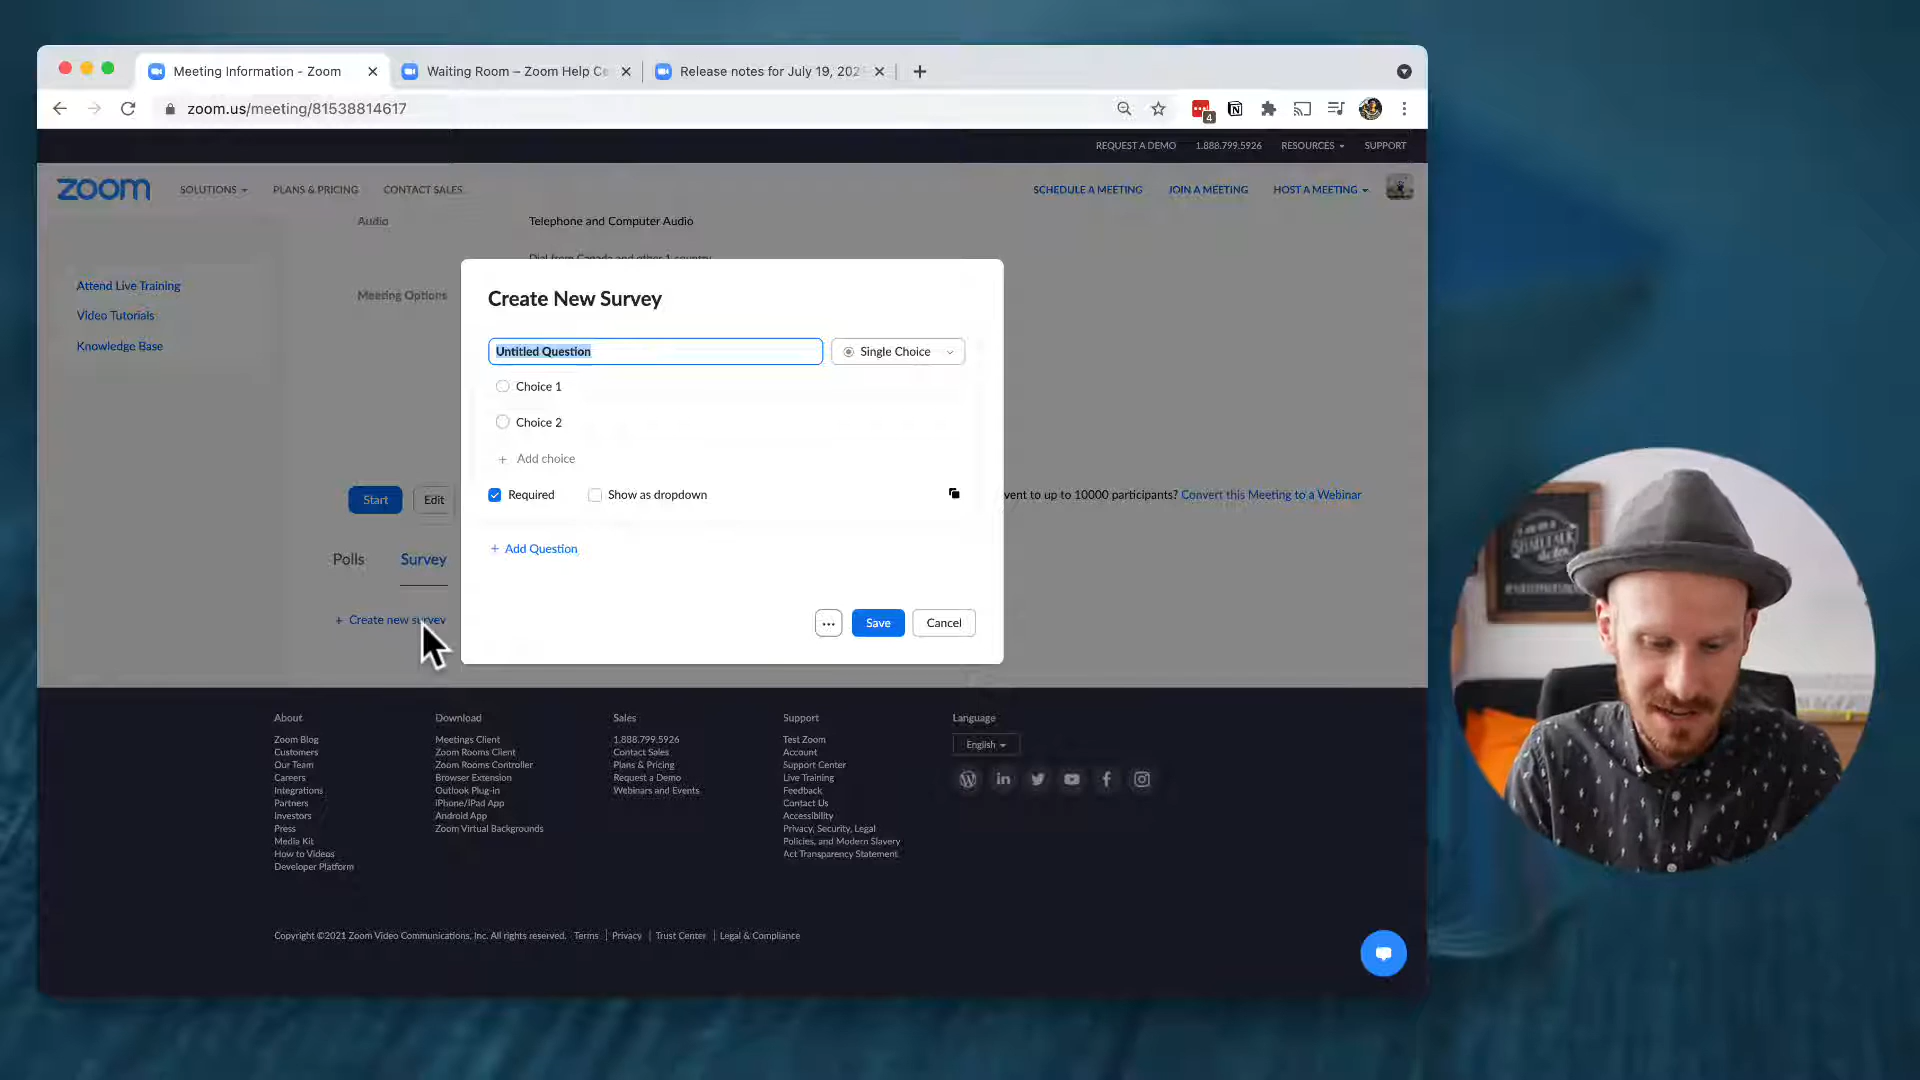 Meeting Information - Zoom
Waiting Room – Zoom Help Ce
Release notes for July 19, 202
zoom.us/meeting/81538814617
4
REQUEST A DEMO 1.888.799.5926 RESOURCES SUPPORT
zoom SOLUTIONS PLANS & PRICING CONTACT SALES SCHEDULE A MEETING JOIN A MEETING HOST A MEETING
Audio Telephone and Computer Audio
Dial from Canada and other 1 country
Attend Live Training
Video Tutorials
Knowledge Base
Meeting Options
Create New Survey
Untitled Question Single Choice
Choice 1
Choice 2
+ Add choice
Required Show as dropdown
+ Add Question
... Save Cancel
Start Edit vent to up to 10000 participants? Convert this Meeting to a Webinar
Polls Survey
+ Create new survey
About
Zoom Blog
Customers
Our Team
Careers
Integrations
Partners
Investors
Press
Media Kit
How to Videos
Developer Platform
Download
Meetings Client
Zoom Rooms Client
Zoom Rooms Controller
Browser Extension
Outlook Plug-in
iPhone/iPad App
Android App
Zoom Virtual Backgrounds
Sales
1.888.799.5926
Contact Sales
Plans & Pricing
Request a Demo
Webinars and Events
Support
Test Zoom
Account
Support Center
Live Training
Feedback
Contact Us
Accessibility
Privacy, Security, Legal
Policies, and Modern Slavery
Act Transparency Statement
Language
English
Copyright ©2021 Zoom Video Communications, Inc. All rights reserved. Terms | Privacy | Trust Center | Legal & Compliance